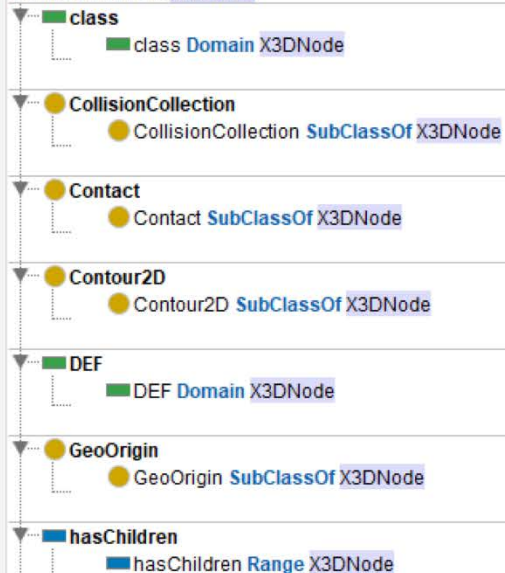 class
class Domain X3DNode
CollisionCollection
CollisionCollection SubClassOf X3DNode
Contact
Contact SubClassOf X3DNode
Contour2D
Contour2D SubClassOf X3DNode
DEF
DEF Domain X3DNode
GeoOrigin
GeoOrigin SubClassOf X3DNode
hasChildren
hasChildren Range X3DNode